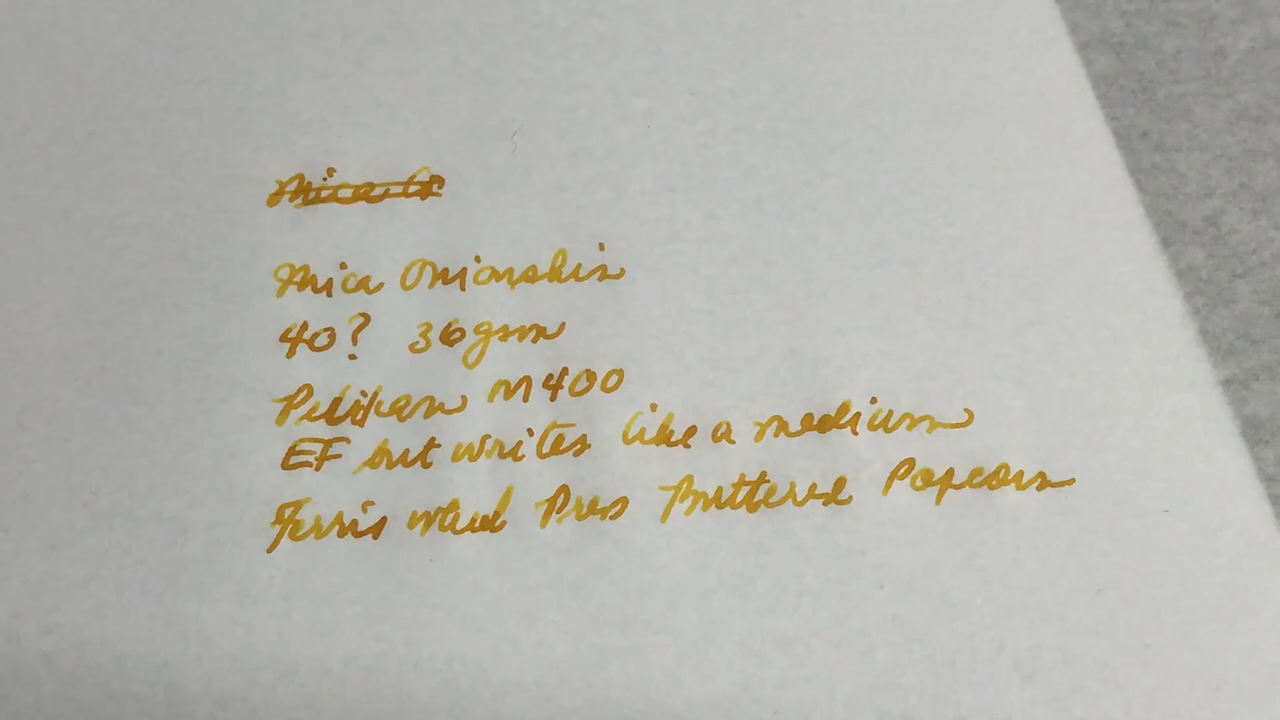 Mica Onionskin
40? 36gsm
Pelikan M400
EF but writes like a medium
Ferris Wheel Press Buttered Popcorn